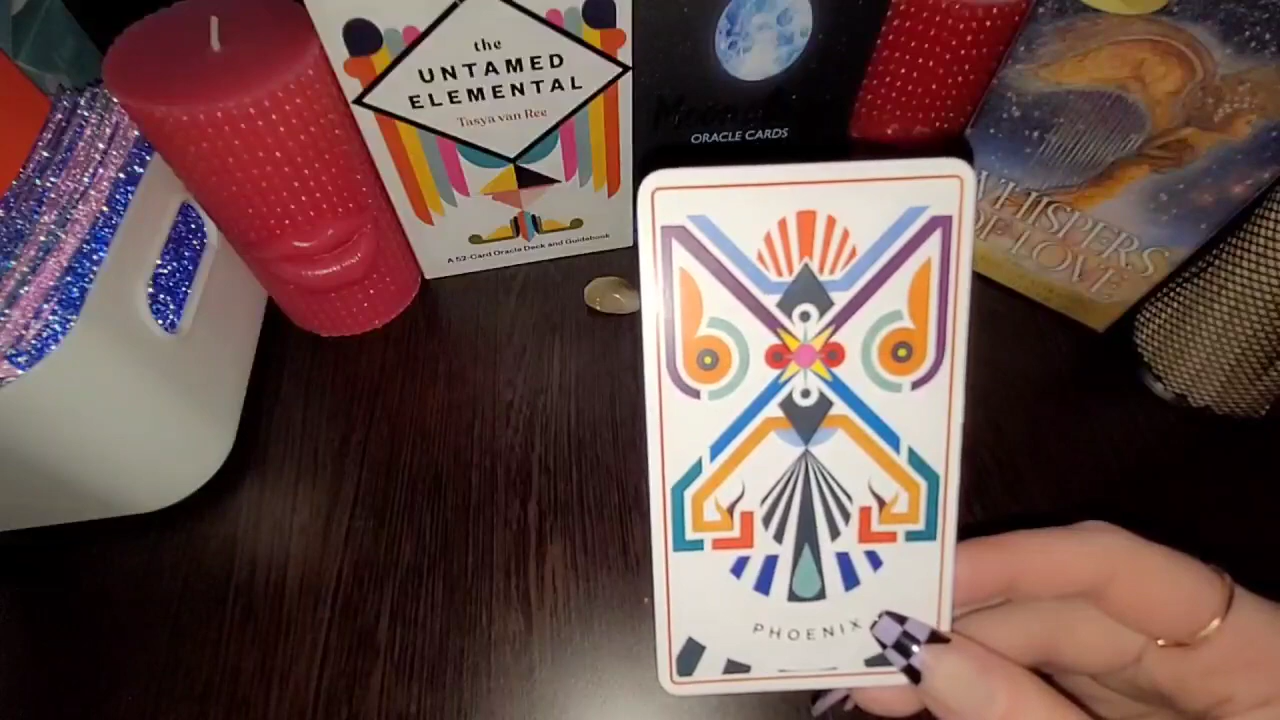 the
UNTAMED
ELEMENTAL
Tasya van Ree
A 52-Card Oracle Deck and Guidebook
ORACLE CARDS
WHISPERS
OF LOVE
PHOENIX